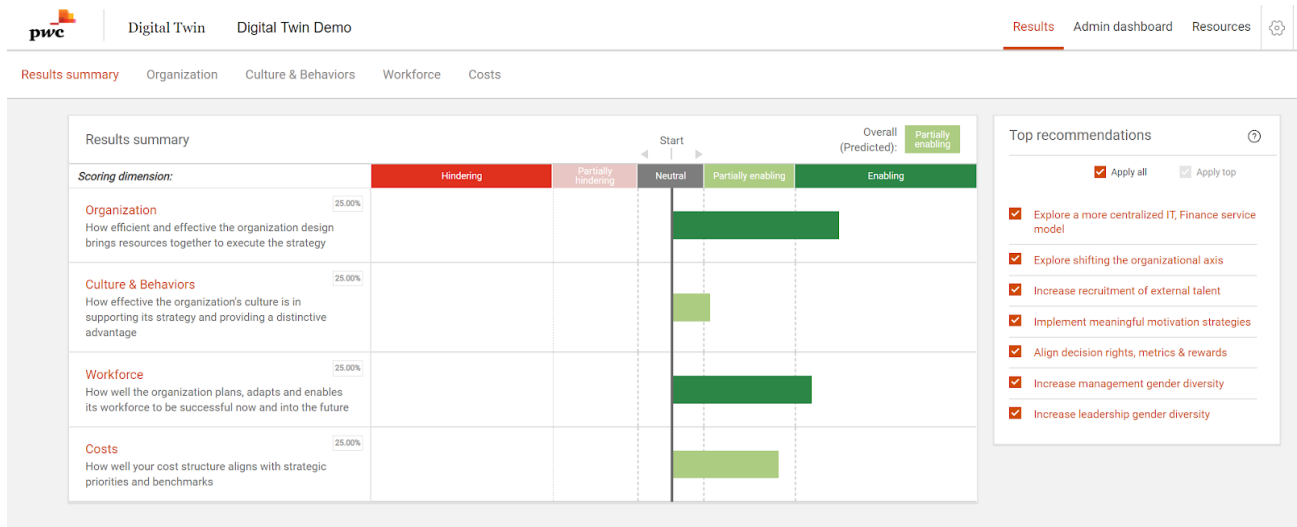 pwc
Digital Twin
Digital Twin Demo
Results
Admin dashboard
Resources
Results summary
Organization
Culture & Behaviors
Workforce
Costs
Results summary
Start
Overall
(Predicted):
Partially
enabling
Scoring dimension:
Hindering
Partially
hindering
Neutral
Partially enabling
Enabling
Organization
25.00%
How efficient and effective the organization design
brings resources together to execute the strategy
Culture & Behaviors
25.00%
How effective the organization's culture is in
supporting its strategy and providing a distinctive
advantage
Workforce
25.00%
How well the organization plans, adapts and enables
its workforce to be successful now and into the future
Costs
25.00%
How well your cost structure aligns with strategic
priorities and benchmarks
Top recommendations
?
Apply all
Apply top
Explore a more centralized IT, Finance service
model
Explore shifting the organizational axis
Increase recruitment of external talent
Implement meaningful motivation strategies
Align decision rights, metrics & rewards
Increase management gender diversity
Increase leadership gender diversity